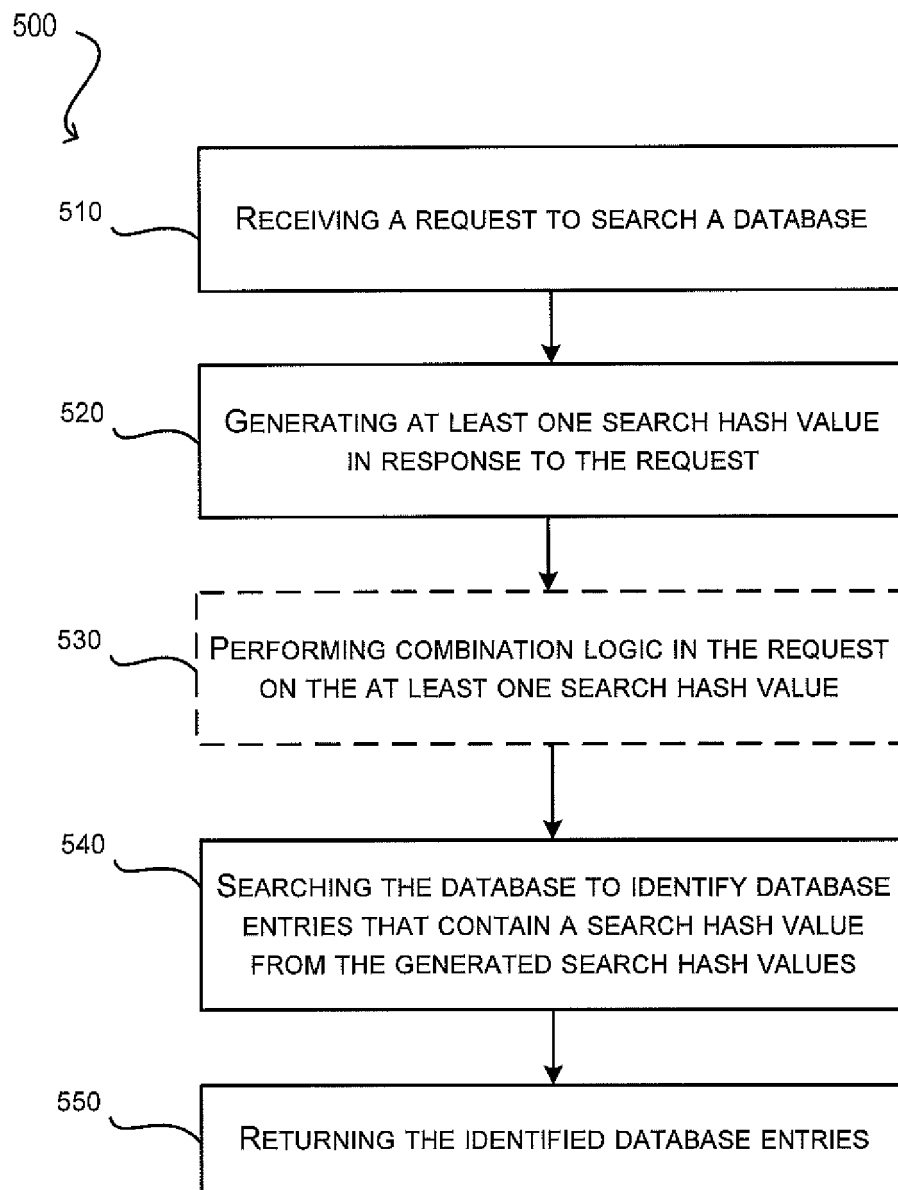 500
510
RECEIVING A REQUEST TO SEARCH A DATABASE
520
GENERATING AT LEAST ONE SEARCH HASH VALUE
IN RESPONSE TO THE REQUEST
530
PERFORMING COMBINATION LOGIC IN THE REQUEST
ON THE AT LEAST ONE SEARCH HASH VALUE
540
SEARCHING THE DATABASE TO IDENTIFY DATABASE
ENTRIES THAT CONTAIN A SEARCH HASH VALUE
FROM THE GENERATED SEARCH HASH VALUES
550
RETURNING THE IDENTIFIED DATABASE ENTRIES